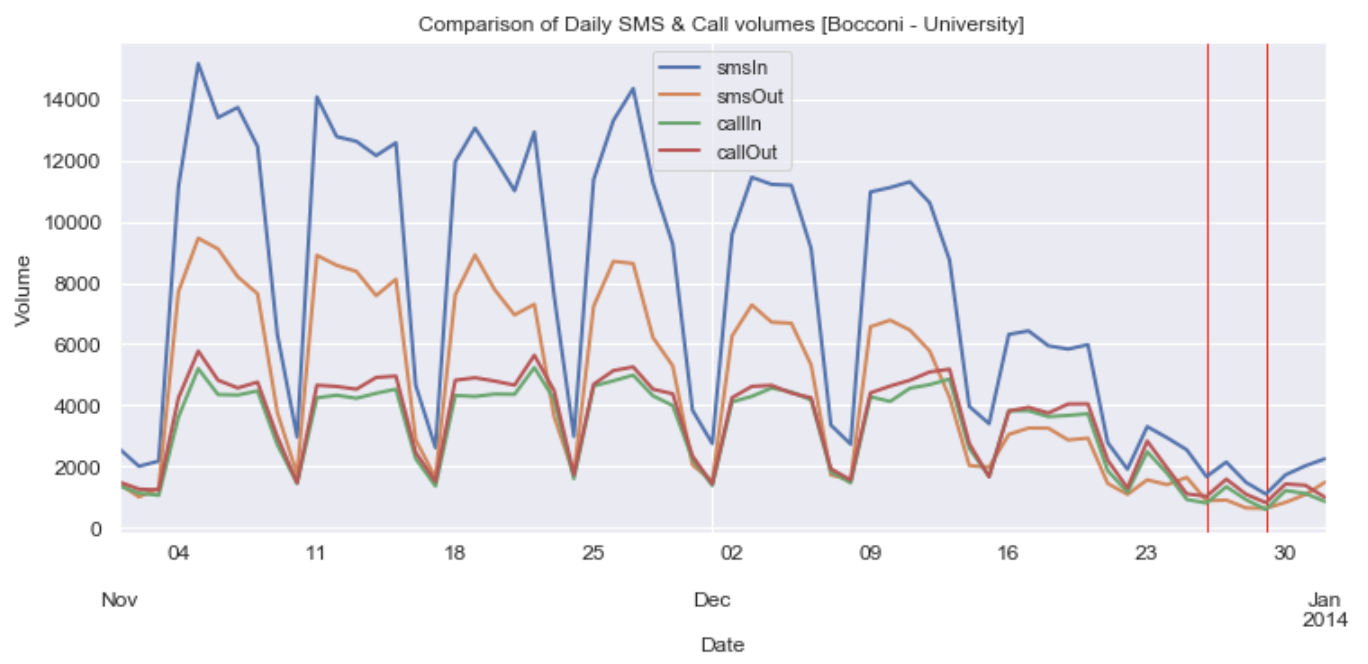 Comparison of Daily SMS & Call volumes [Bocconi - University]
smsIn
smsOut
callIn
callOut
Volume
14000
12000
10000
8000
6000
4000
2000
0
04 11 18 25 02 09 16 23 30
Nov Dec Jan
2014
Date